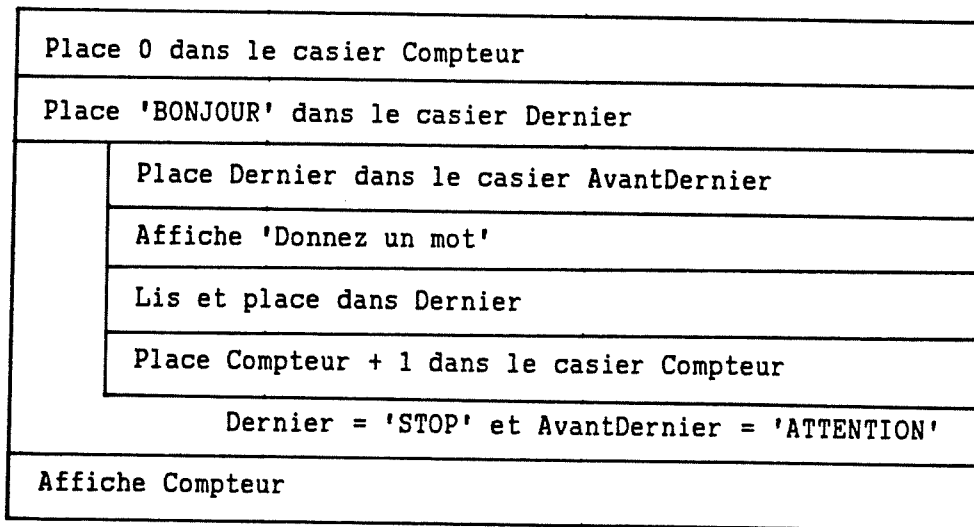 Place 0 dans le casier Compteur
Place 'BONJOUR' dans le casier Dernier
Place Dernier dans le casier AvantDernier
Affiche 'Donnez un mot'
Lis et place dans Dernier
Place Compteur + 1 dans le casier Compteur
Dernier = 'STOP' et AvantDernier = 'ATTENTION'
Affiche Compteur